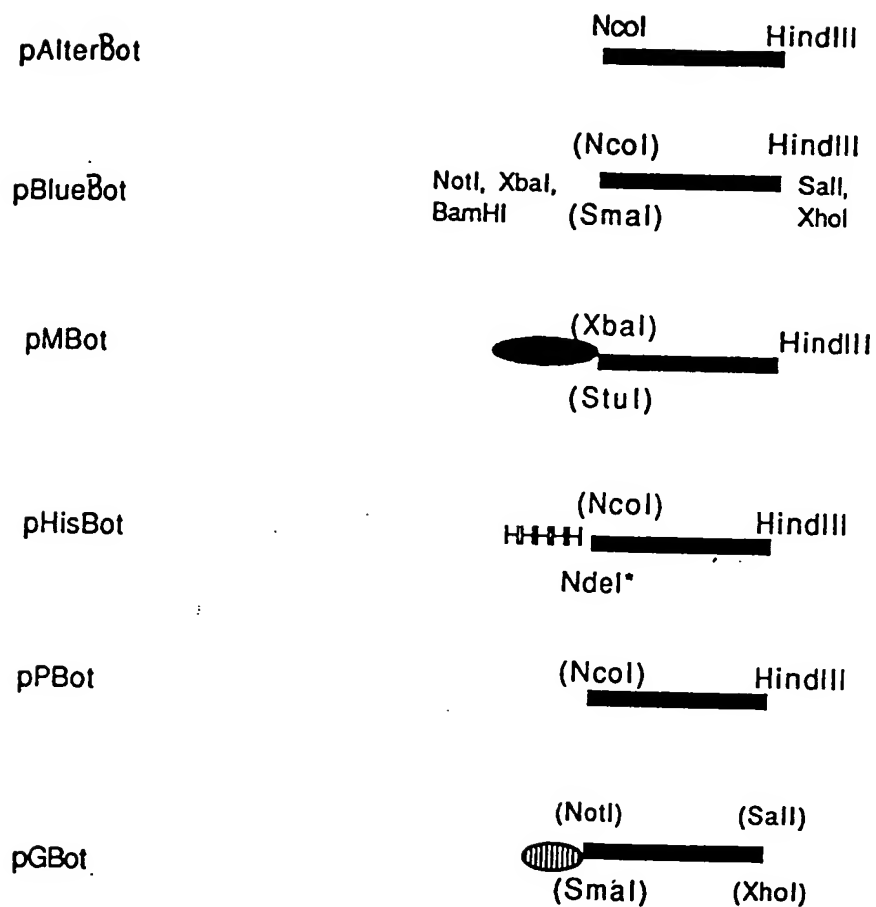 NcoI HindIII
pAlterBot
(NcoI) HindIII
NotI, XbaI, SalI,
pBlueBot
BamHI (SmaI) XhoI
(XbaI) HindIII
pMBot
(StuI)
(NcoI) HindIII
pHisBot
HHHHH
NdeI*
(NcoI) HindIII
pPBot
(NotI) (SalI)
pGBot
(SmaI) (XhoI)